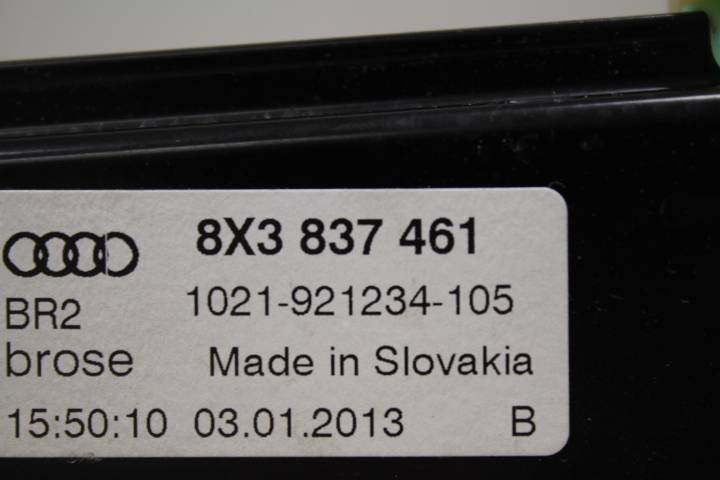 8X3 837 461
BR2 1021-921234-105
brose Made in Slovakia
15:50:10 03.01.2013 B